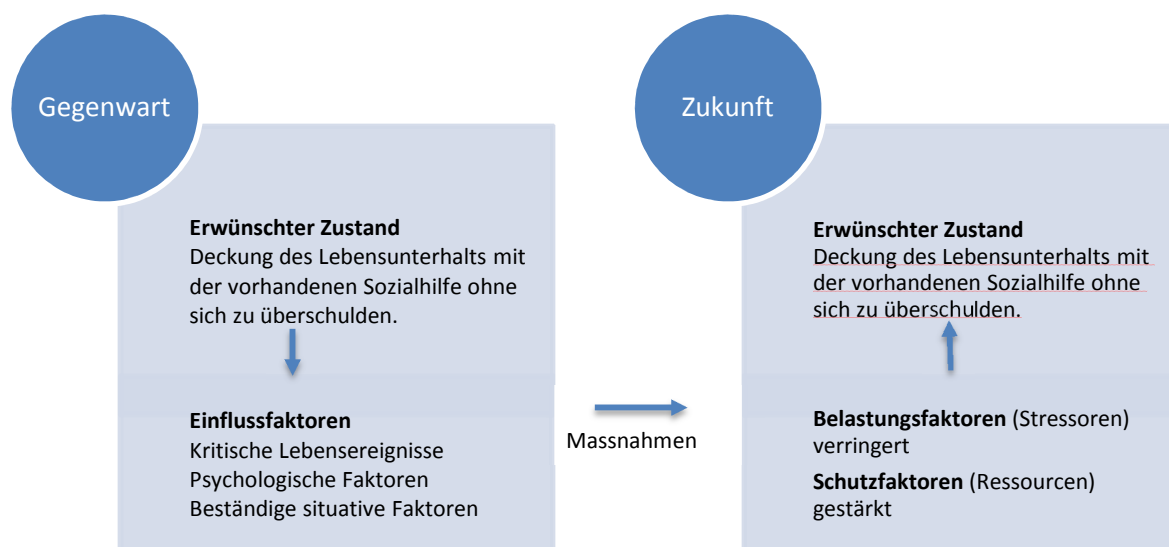 Gegenwart
Erwünschter Zustand
Deckung des Lebensunterhalts mit
der vorhandenen Sozialhilfe ohne
sich zu überschulden.
Einflussfaktoren
Kritische Lebensereignisse
Psychologische Faktoren
Beständige situative Faktoren
Massnahmen
Zukunft
Erwünschter Zustand
Deckung des Lebensunterhalts mit
der vorhandenen Sozialhilfe ohne
sich zu überschulden.
Belastungsfaktoren (Stressoren)
verringert
Schutzfaktoren (Ressourcen)
gestärkt